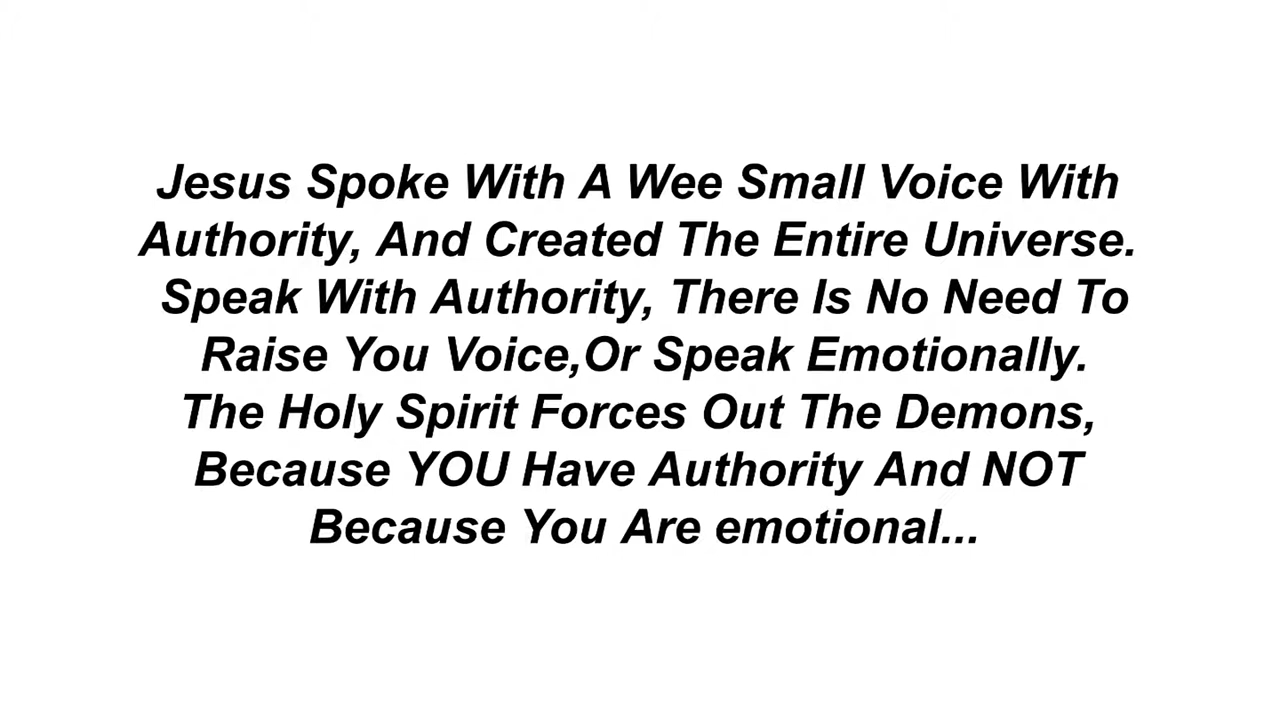 Jesus Spoke With A Wee Small Voice With
Authority, And Created The Entire Universe.
Speak With Authority, There Is No Need To
Raise You Voice,Or Speak Emotionally.
The Holy Spirit Forces Out The Demons,
Because YOU Have Authority And NOT
Because You Are emotional...